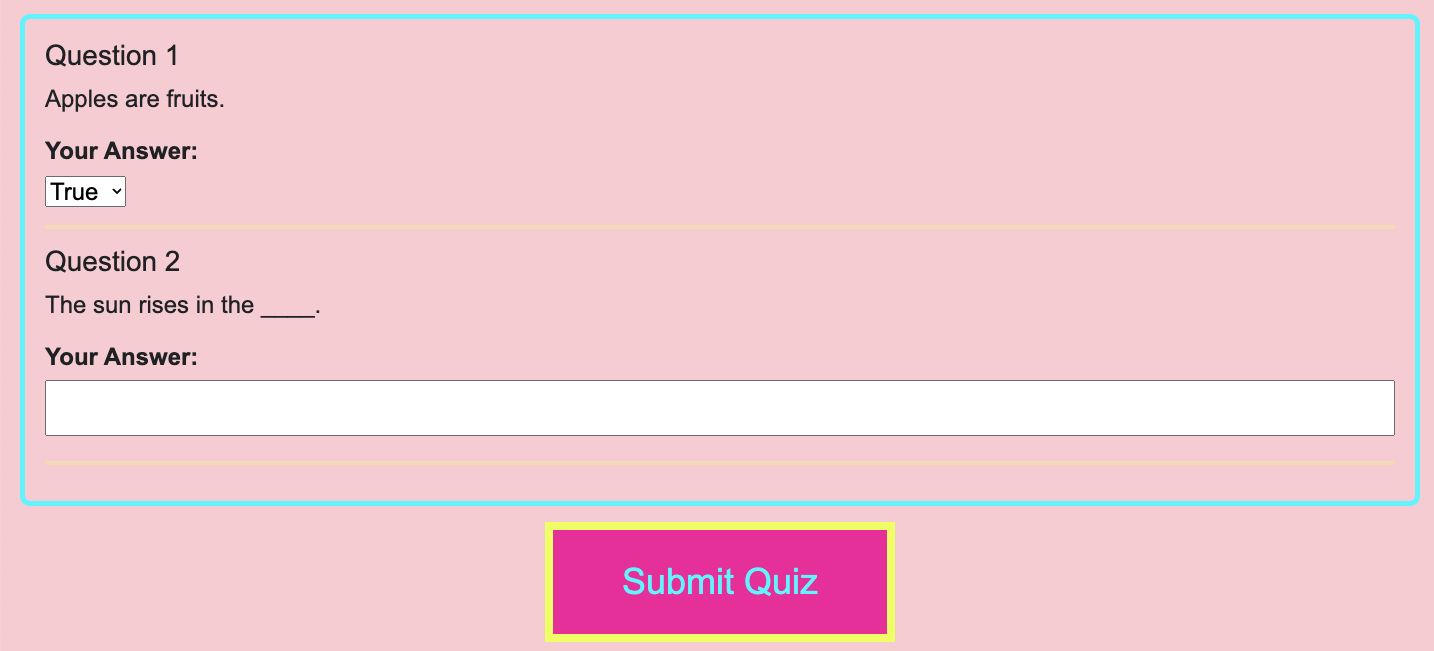 Question 1
Apples are fruits.
Your Answer:
True
Question 2
The sun rises in the ____.
Your Answer:
Submit Quiz